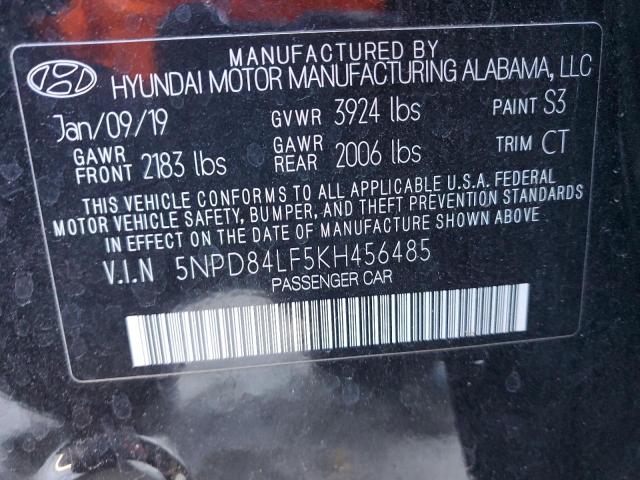 MANUFACTURED BY
HYUNDAI MOTOR MANUFACTURING ALABAMA, LLC
Jan/09/19 GVWR 3924 lbs PAINT S3
GAWR FRONT 2183 lbs GAWR REAR 2006 lbs TRIM CT
THIS VEHICLE CONFORMS TO ALL APPLICABLE U.S.A. FEDERAL
MOTOR VEHICLE SAFETY, BUMPER, AND THEFT PREVENTION STANDARDS
IN EFFECT ON THE DATE OF MANUFACTURE SHOWN ABOVE
V.I.N 5NPD84LF5KH456485
PASSENGER CAR